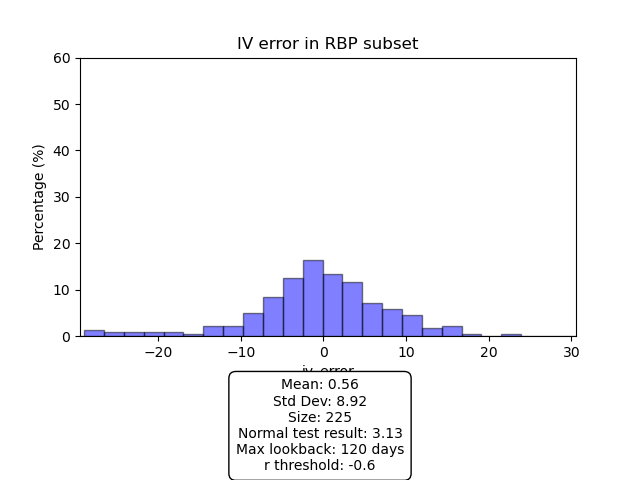 IV error in RBP subset
60
50
40
30
20
10
0
Percentage (%)
−20 −10 0 10 20 30
iv_error
Mean: 0.56
Std Dev: 8.92
Size: 225
Normal test result: 3.13
Max lookback: 120 days
r threshold: -0.6